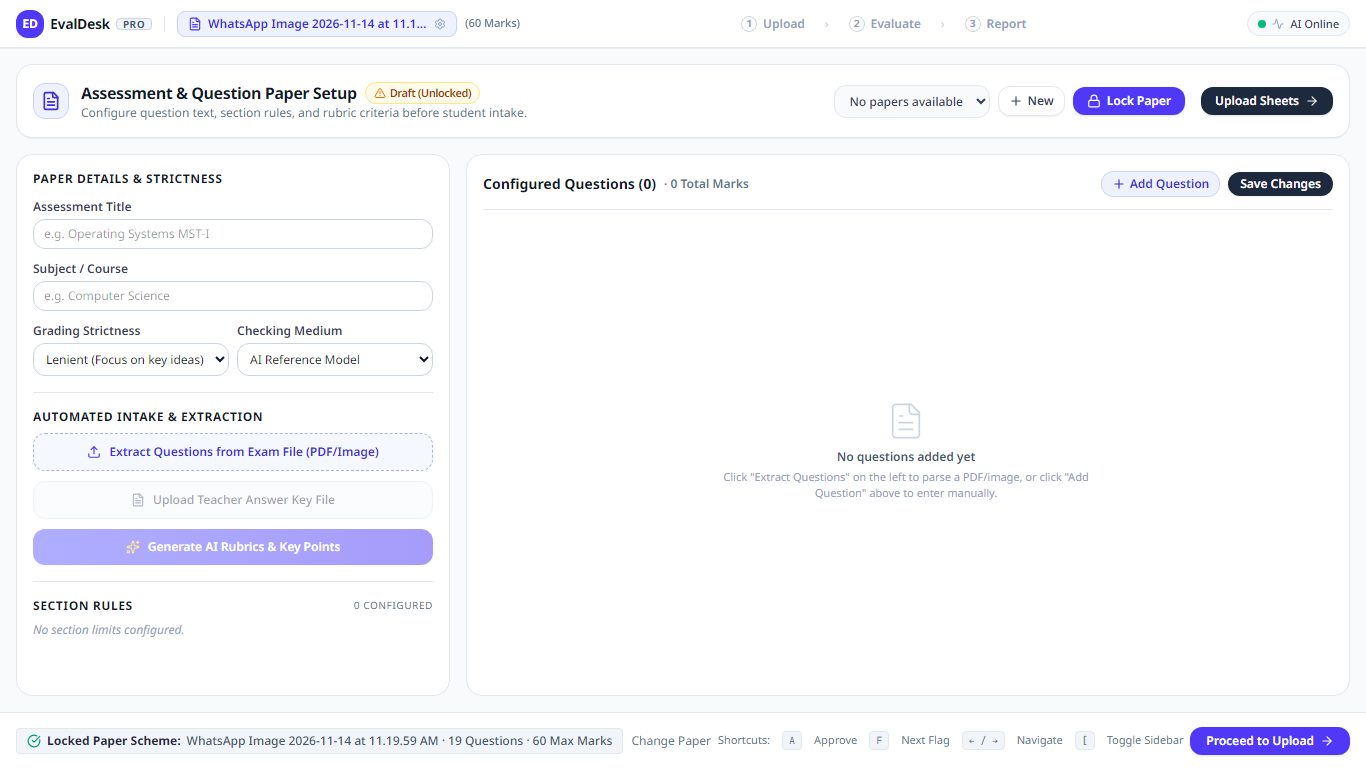 ED EvalDesk PRO
WhatsApp Image 2026-11-14 at 11.1... (60 Marks)
1 Upload › 2 Evaluate › 3 Report
AI Online
Assessment & Question Paper Setup Draft (Unlocked)
Configure question text, section rules, and rubric criteria before student intake.
No papers available + New Lock Paper Upload Sheets →
PAPER DETAILS & STRICTNESS
Assessment Title
e.g. Operating Systems MST-I
Subject / Course
e.g. Computer Science
Grading Strictness Checking Medium
Lenient (Focus on key ideas) AI Reference Model
AUTOMATED INTAKE & EXTRACTION
Extract Questions from Exam File (PDF/Image)
Upload Teacher Answer Key File
Generate AI Rubrics & Key Points
SECTION RULES 0 CONFIGURED
No section limits configured.
Configured Questions (0) · 0 Total Marks
+ Add Question Save Changes
No questions added yet
Click "Extract Questions" on the left to parse a PDF/image, or click "Add
Question" above to enter manually.
Locked Paper Scheme: WhatsApp Image 2026-11-14 at 11.19.59 AM · 19 Questions · 60 Max Marks Change Paper Shortcuts: A Approve F Next Flag ← / → Navigate [ Toggle Sidebar Proceed to Upload →